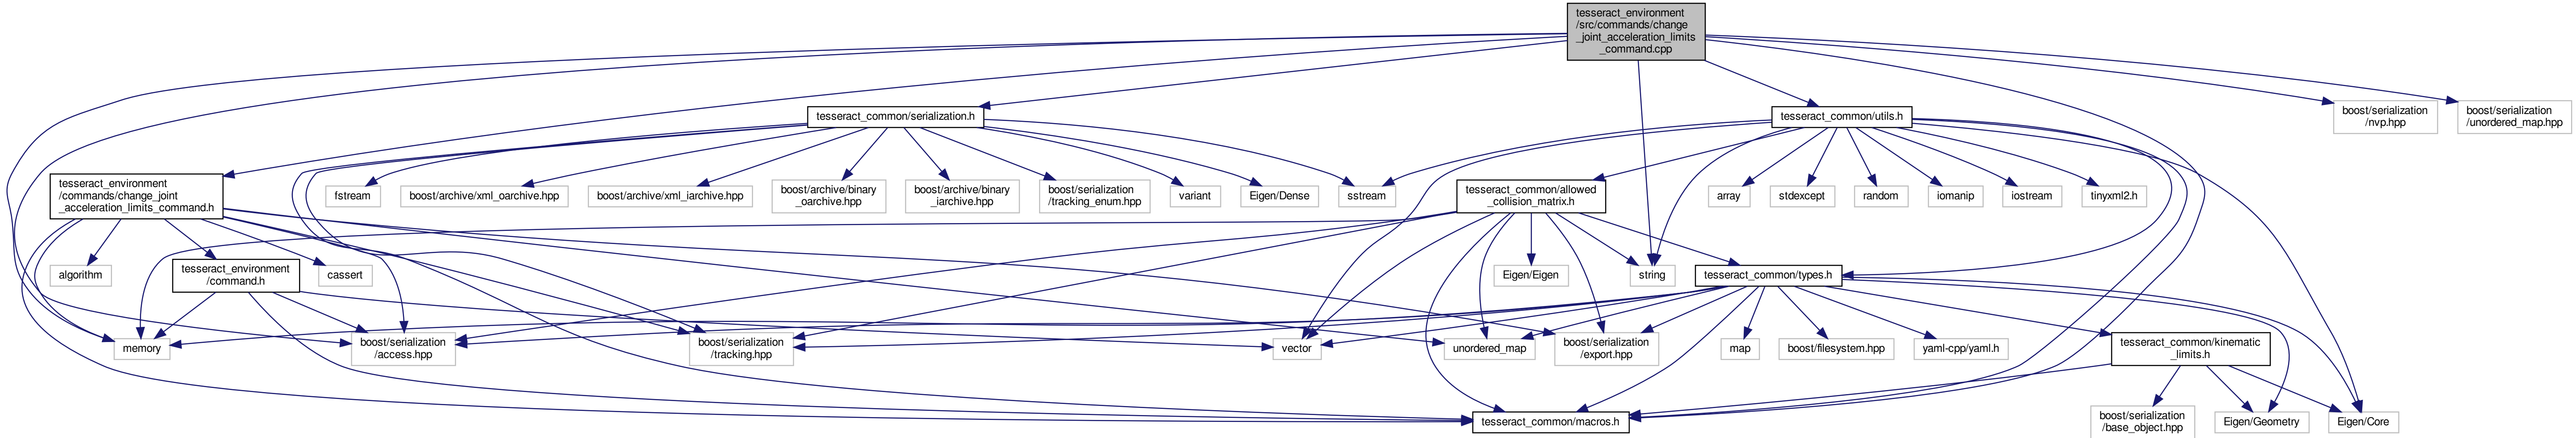 tesseract_environment
/src/commands/change
_joint_acceleration_limits
_command.cpp
tesseract_common/serialization.h
tesseract_common/utils.h
boost/serialization
/nvp.hpp
boost/serialization
/unordered_map.hpp
tesseract_environment
/commands/change_joint
_acceleration_limits_command.h
fstream
boost/archive/xml_oarchive.hpp
boost/archive/xml_iarchive.hpp
boost/archive/binary
_oarchive.hpp
boost/archive/binary
_iarchive.hpp
boost/serialization
/tracking_enum.hpp
variant
Eigen/Dense
sstream
tesseract_common/allowed
_collision_matrix.h
array
stdexcept
random
iomanip
iostream
tinyxml2.h
algorithm
tesseract_environment
/command.h
cassert
Eigen/Eigen
string
tesseract_common/types.h
memory
boost/serialization
/access.hpp
boost/serialization
/tracking.hpp
vector
unordered_map
boost/serialization
/export.hpp
map
boost/filesystem.hpp
yaml-cpp/yaml.h
tesseract_common/kinematic
_limits.h
tesseract_common/macros.h
boost/serialization
/base_object.hpp
Eigen/Geometry
Eigen/Core